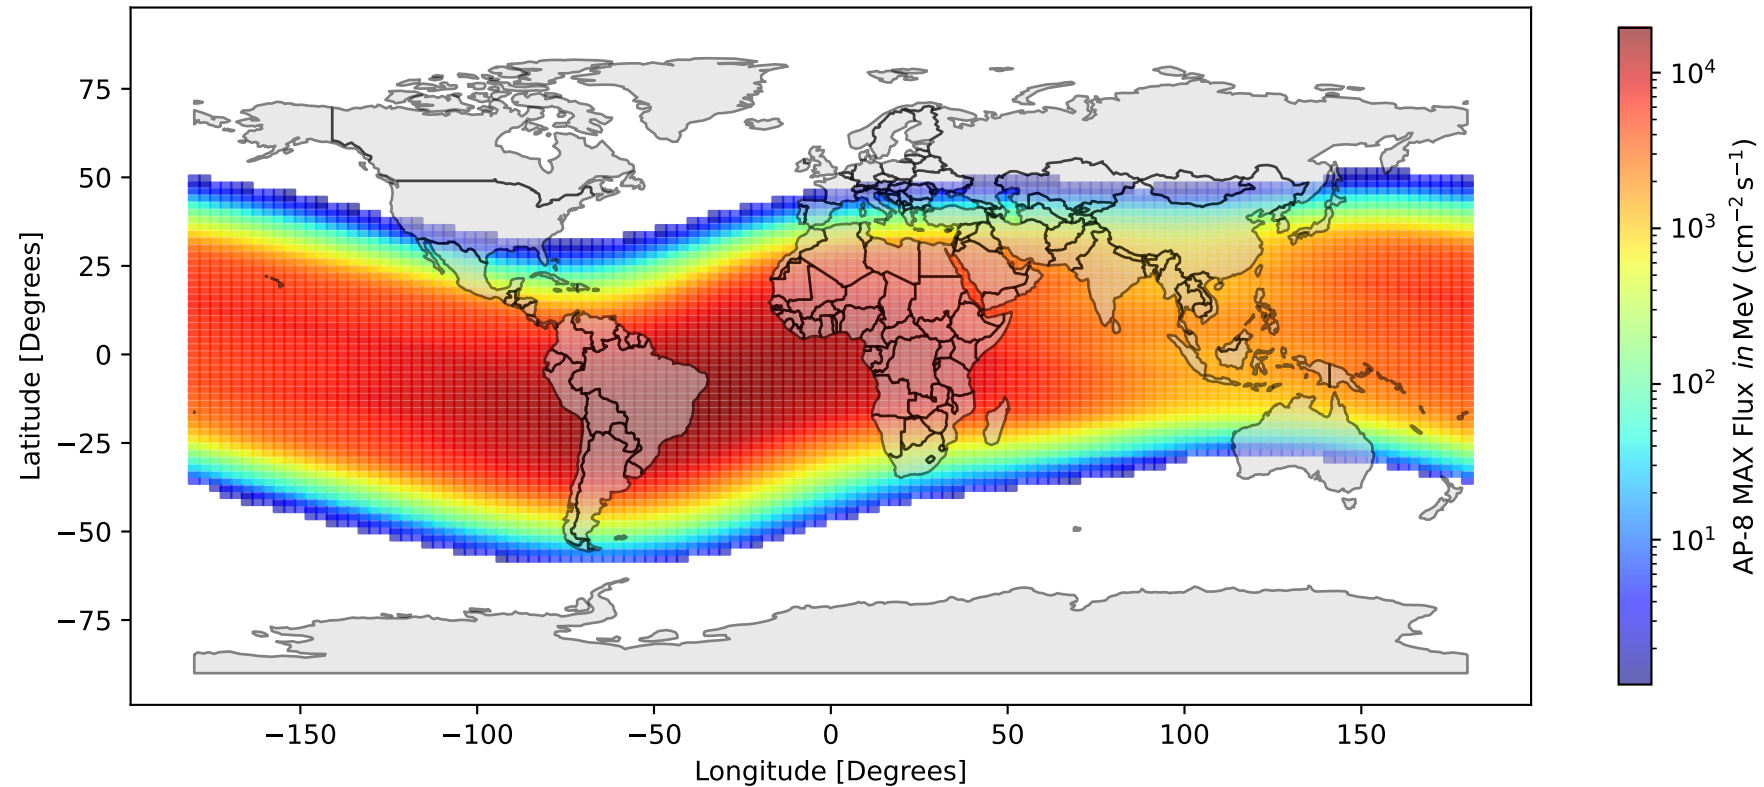 75
50
25
0
−25
−50
−75
Latitude [Degrees]
−150 −100 −50 0 50 100 150
Longitude [Degrees]
10⁴
10³
10²
10¹
AP-8 MAX Flux in MeV (cm⁻² s⁻¹)